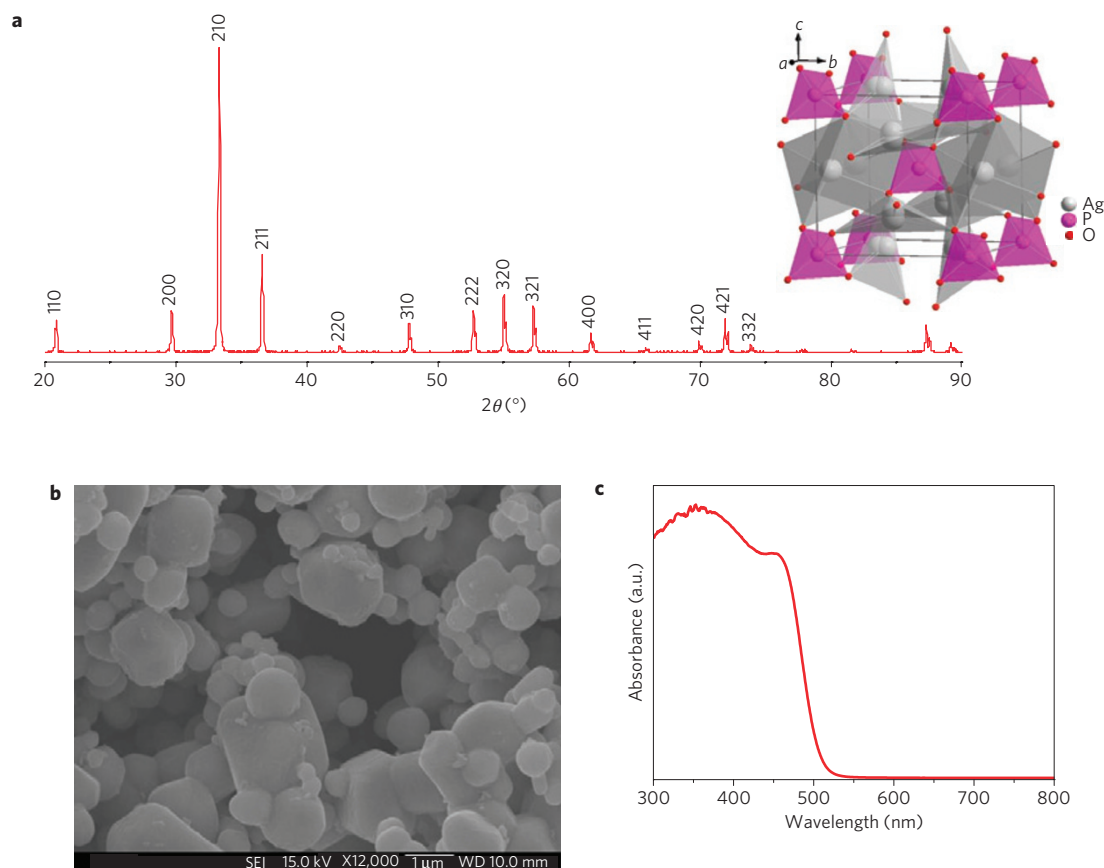 a
110
200
210
211
220
310
222
320
321
400
411
420
421
332
20 30 40 50 60 70 80 90
2θ (°)
c
a b
Ag
P
O
b
SEI 15.0 kV X12,000 1 μm WD 10.0 mm
c
Absorbance (a.u.)
300 400 500 600 700 800
Wavelength (nm)